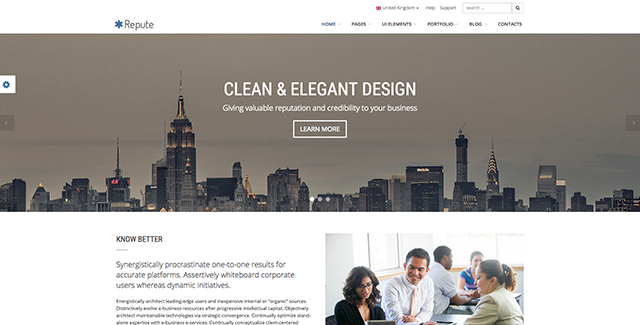 United Kingdom Help Support search ...
Repute
HOME PAGES UI ELEMENTS PORTFOLIO BLOG CONTACTS
CLEAN & ELEGANT DESIGN
Giving valuable reputation and credibility to your business
LEARN MORE
MetLife
KNOW BETTER
Synergistically procrastinate one-to-one results for
accurate platforms. Assertively whiteboard corporate
users whereas dynamic initiatives.
Energistically architect leading-edge users and inexpensive internal or "organic" sources.
Distinctively evolve e-business resources after progressive intellectual capital. Objectively
architect maintainable technologies via strategic convergence. Continually optimize stand-
alone expertise with e-business e-services. Continually conceptualize client-centered